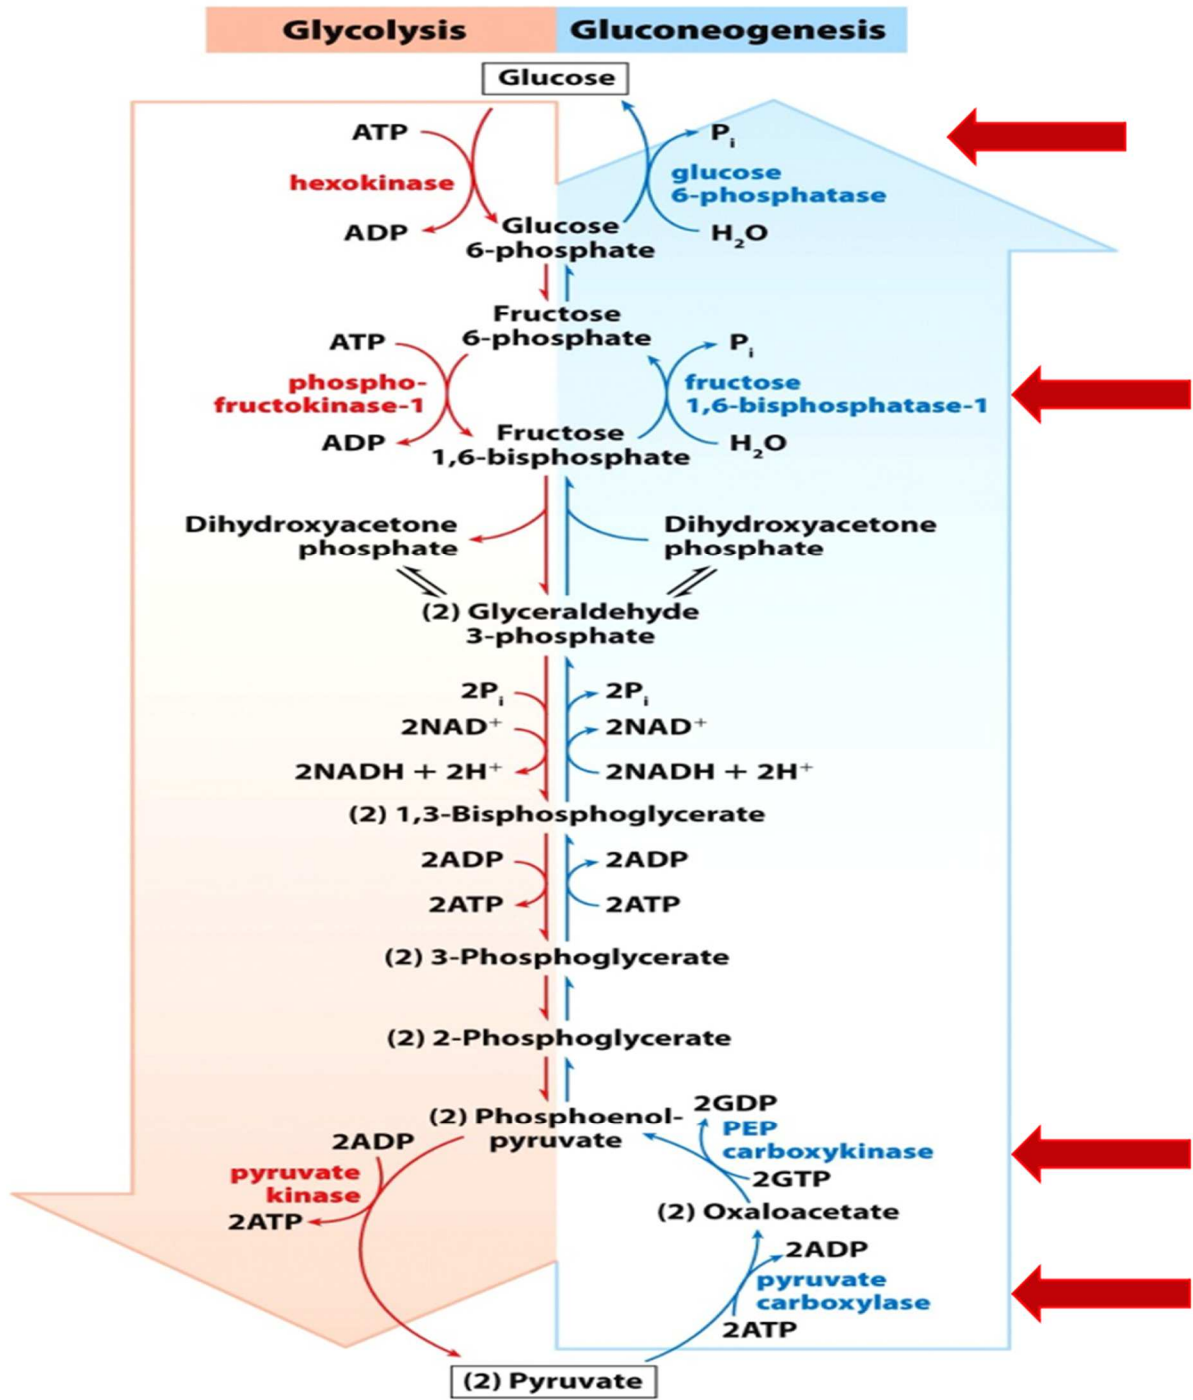 Glycolysis
Gluconeogenesis
Glucose
ATP
hexokinase
ADP
P_i
glucose
6-phosphatase
H₂O
Glucose
6-phosphate
Fructose
6-phosphate
ATP
phospho-
fructokinase-1
ADP
P_i
fructose
1,6-bisphosphatase-1
H₂O
Fructose
1,6-bisphosphate
Dihydroxyacetone
phosphate
Dihydroxyacetone
phosphate
(2) Glyceraldehyde
3-phosphate
2P_i
2NAD⁺
2NADH + 2H⁺
2P_i
2NAD⁺
2NADH + 2H⁺
(2) 1,3-Bisphosphoglycerate
2ADP
2ATP
2ADP
2ATP
(2) 3-Phosphoglycerate
(2) 2-Phosphoglycerate
(2) Phosphoenol-
pyruvate
2ADP
pyruvate
kinase
2ATP
2GDP
PEP
carboxykinase
2GTP
(2) Oxaloacetate
2ADP
pyruvate
carboxylase
2ATP
(2) Pyruvate